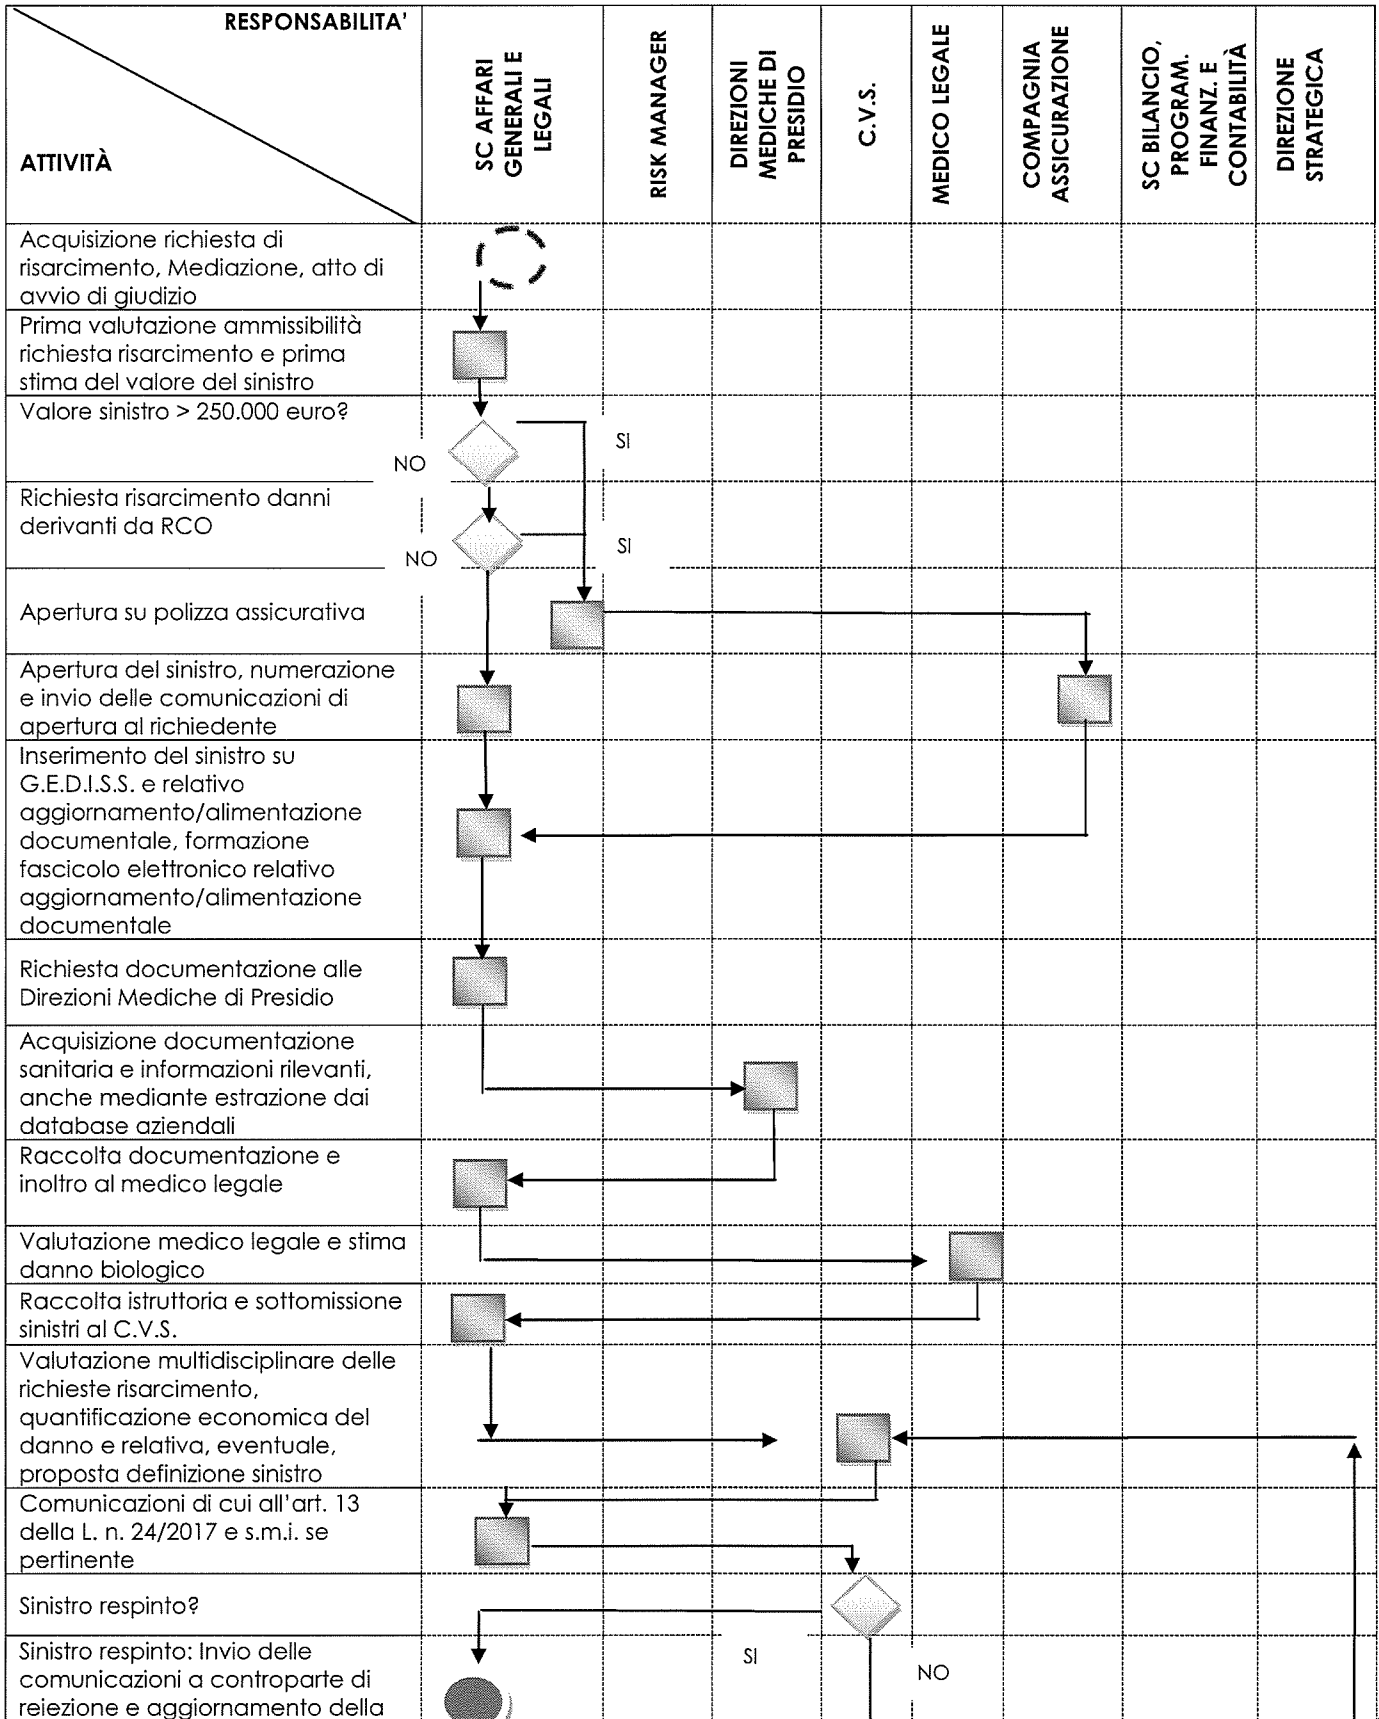 RESPONSABILITA'
ATTIVITÀ
SC AFFARI
GENERALI E
LEGALI
RISK MANAGER
DIREZIONI
MEDICHE DI
PRESIDIO
C.V.S.
MEDICO LEGALE
COMPAGNIA
ASSICURAZIONE
SC BILANCIO,
PROGRAM.
FINANZ. E
CONTABILITÀ
DIREZIONE
STRATEGICA
Acquisizione richiesta di
risarcimento, Mediazione, atto di
avvio di giudizio
Prima valutazione ammissibilità
richiesta risarcimento e prima
stima del valore del sinistro
Valore sinistro > 250.000 euro?
SI
NO
Richiesta risarcimento danni
derivanti da RCO
SI
NO
Apertura su polizza assicurativa
Apertura del sinistro, numerazione
e invio delle comunicazioni di
apertura al richiedente
Inserimento del sinistro su
G.E.D.I.S.S. e relativo
aggiornamento/alimentazione
documentale, formazione
fascicolo elettronico relativo
aggiornamento/alimentazione
documentale
Richiesta documentazione alle
Direzioni Mediche di Presidio
Acquisizione documentazione
sanitaria e informazioni rilevanti,
anche mediante estrazione dai
database aziendali
Raccolta documentazione e
inoltro al medico legale
Valutazione medico legale e stima
danno biologico
Raccolta istruttoria e sottomissione
sinistri al C.V.S.
Valutazione multidisciplinare delle
richieste risarcimento,
quantificazione economica del
danno e relativa, eventuale,
proposta definizione sinistro
Comunicazioni di cui all'art. 13
della L. n. 24/2017 e s.m.i. se
pertinente
Sinistro respinto?
Sinistro respinto: Invio delle
comunicazioni a controparte di
reiezione e aggiornamento della
SI
NO